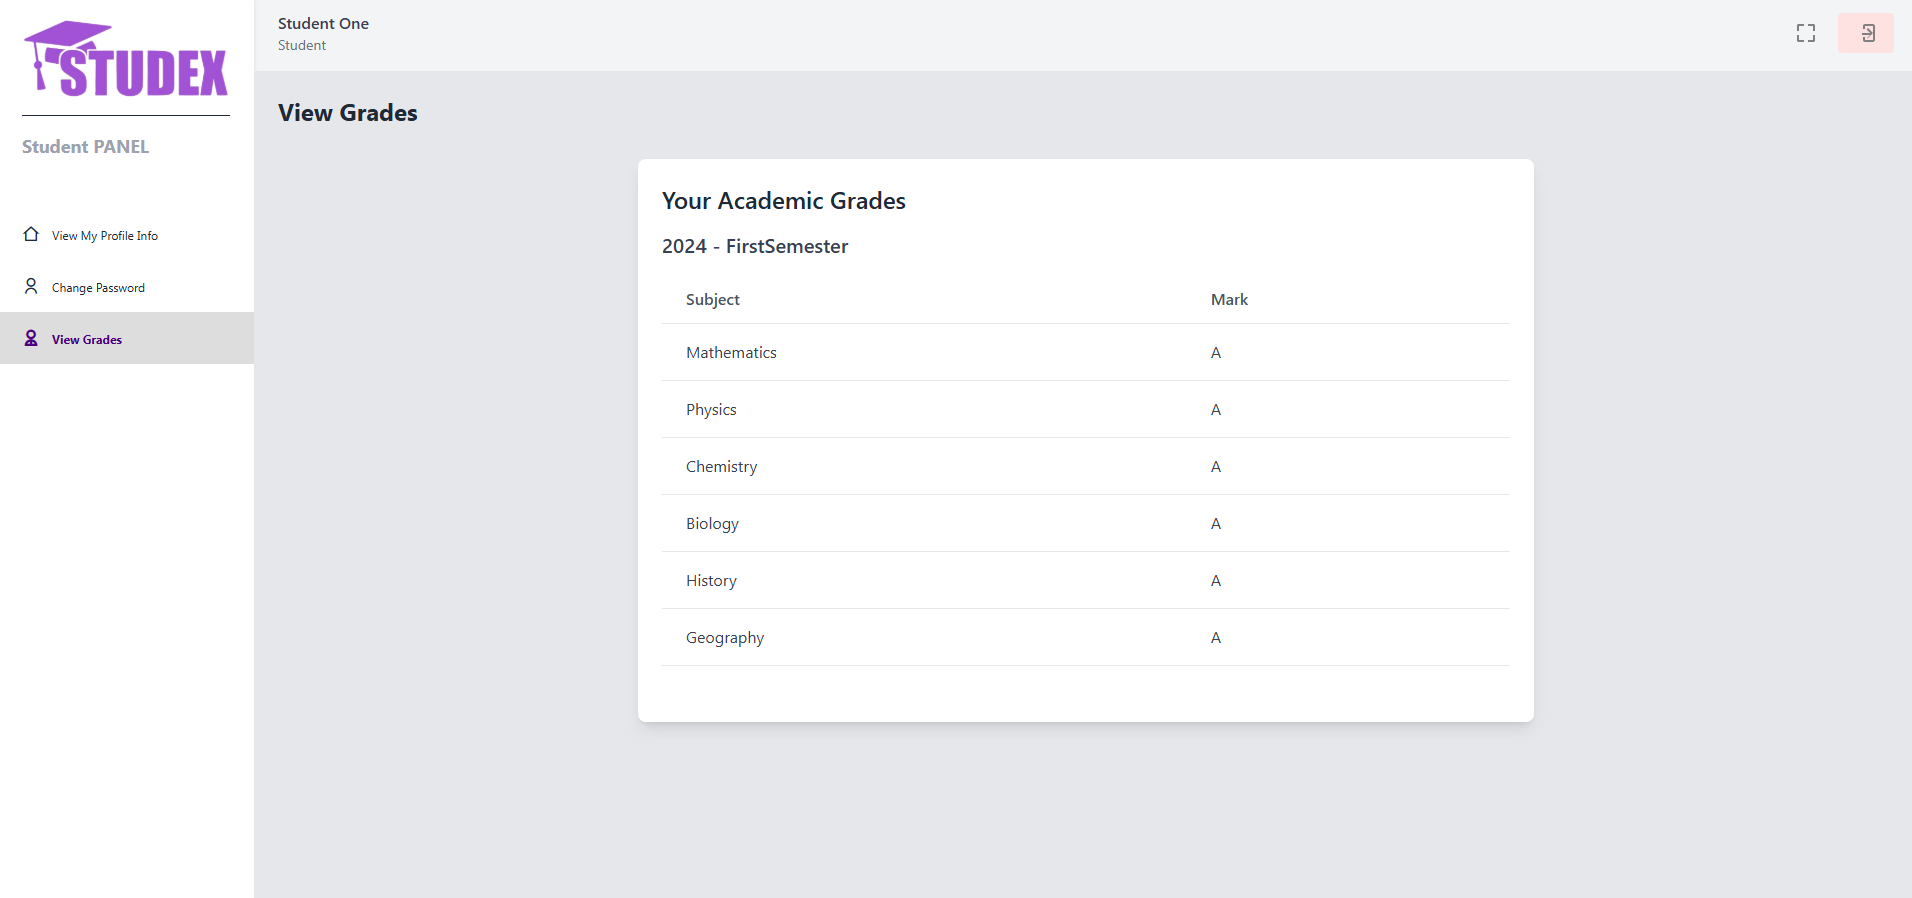 STUDEX
Student PANEL
View My Profile Info
Change Password
View Grades
Student One
Student
View Grades
Your Academic Grades
2024 - FirstSemester
Subject Mark
Mathematics A
Physics A
Chemistry A
Biology A
History A
Geography A